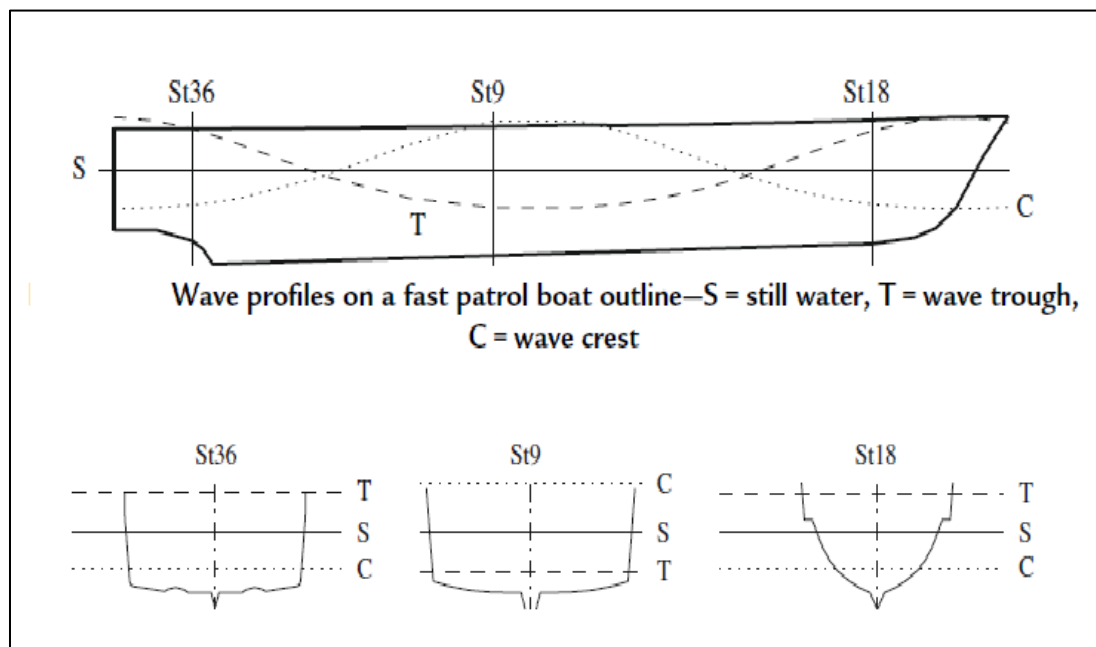 St36 St9 St18
S
T
C
Wave profiles on a fast patrol boat outline—S = still water, T = wave trough,
C = wave crest
St36 St9 St18
T C T
S S S
C T C